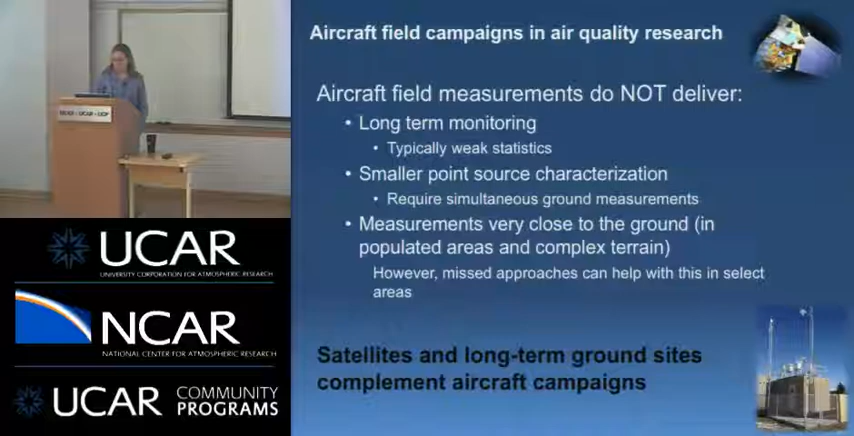 Aircraft field campaigns in air quality research
Aircraft field measurements do NOT deliver:
• Long term monitoring
• Typically weak statistics
• Smaller point source characterization
• Require simultaneous ground measurements
• Measurements very close to the ground (in
populated areas and complex terrain)
However, missed approaches can help with this in select
areas
Satellites and long-term ground sites
complement aircraft campaigns
UCAR
UNIVERSITY CORPORATION FOR ATMOSPHERIC RESEARCH
NCAR
NATIONAL CENTER FOR ATMOSPHERIC RESEARCH
UCAR COMMUNITY
PROGRAMS